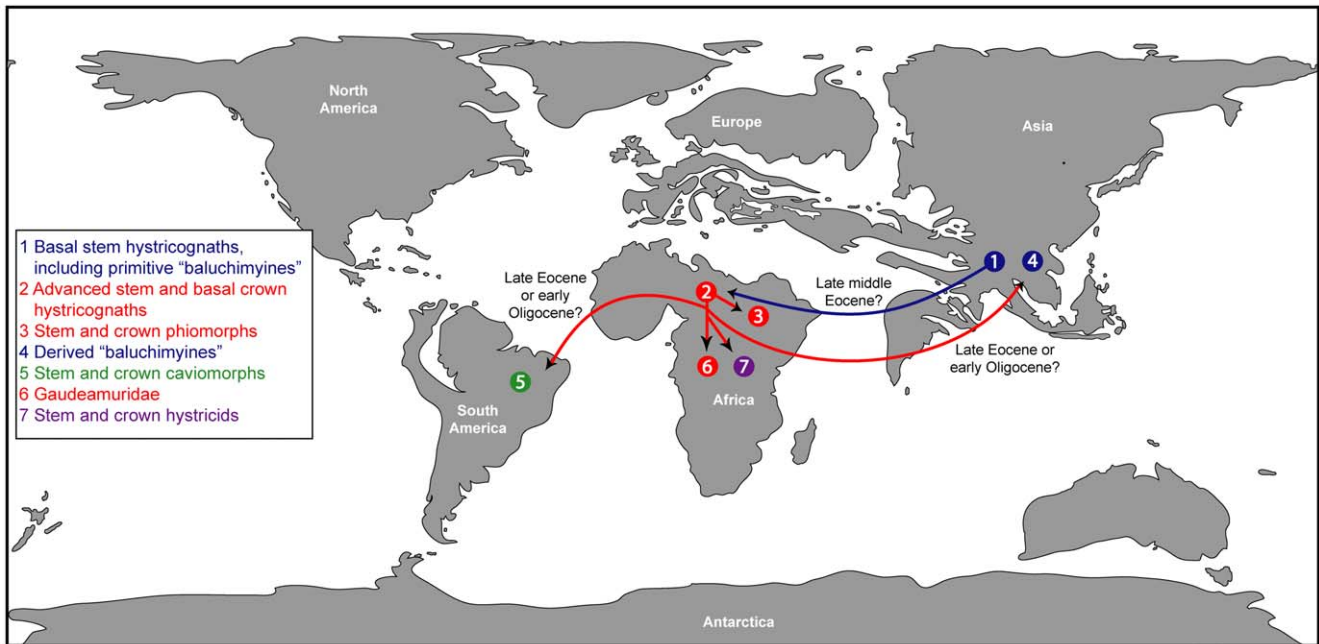 North
America
Europe
Asia
1 Basal stem hystricognaths,
including primitive “baluchimyines”
2 Advanced stem and basal crown
hystricognaths
3 Stem and crown phiomorphs
4 Derived “baluchimyines”
5 Stem and crown caviomorphs
6 Gaudeamuridae
7 Stem and crown hystricids
Late Eocene
or early
Oligocene?
Late middle
Eocene?
1
4
2
3
Late Eocene or
early Oligocene?
5
6
7
Africa
South
America
Antarctica